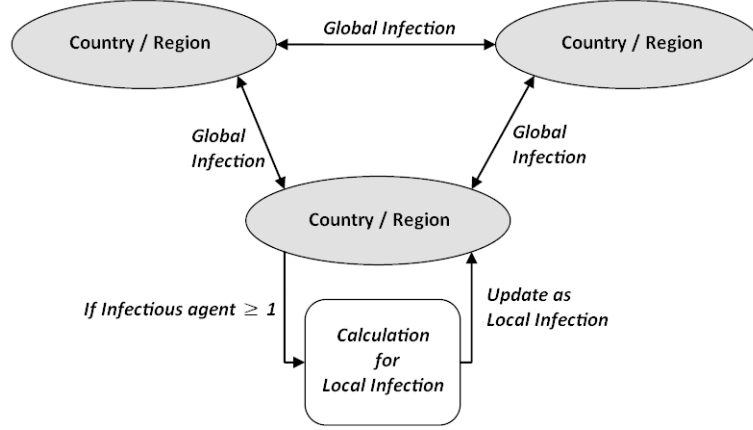 Global Infection
Country / Region
Country / Region
Global
Infection
Global
Infection
Country / Region
If Infectious agent ≥ 1
Update as
Local Infection
Calculation
for
Local Infection